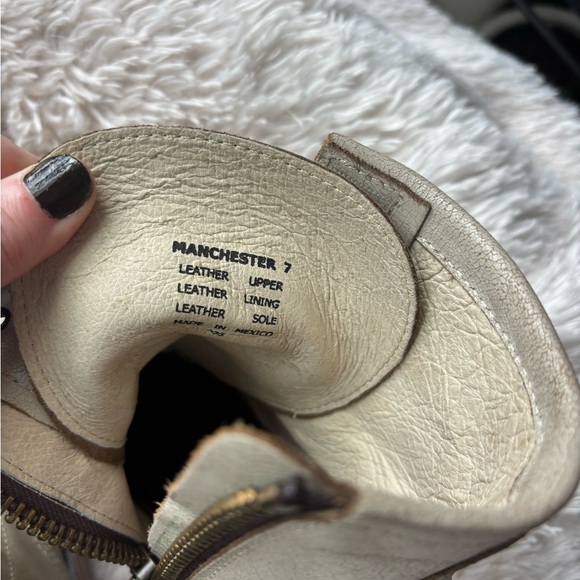 MANCHESTER 7
LEATHER UPPER
LEATHER LINING
LEATHER SOLE
MADE IN MEXICO